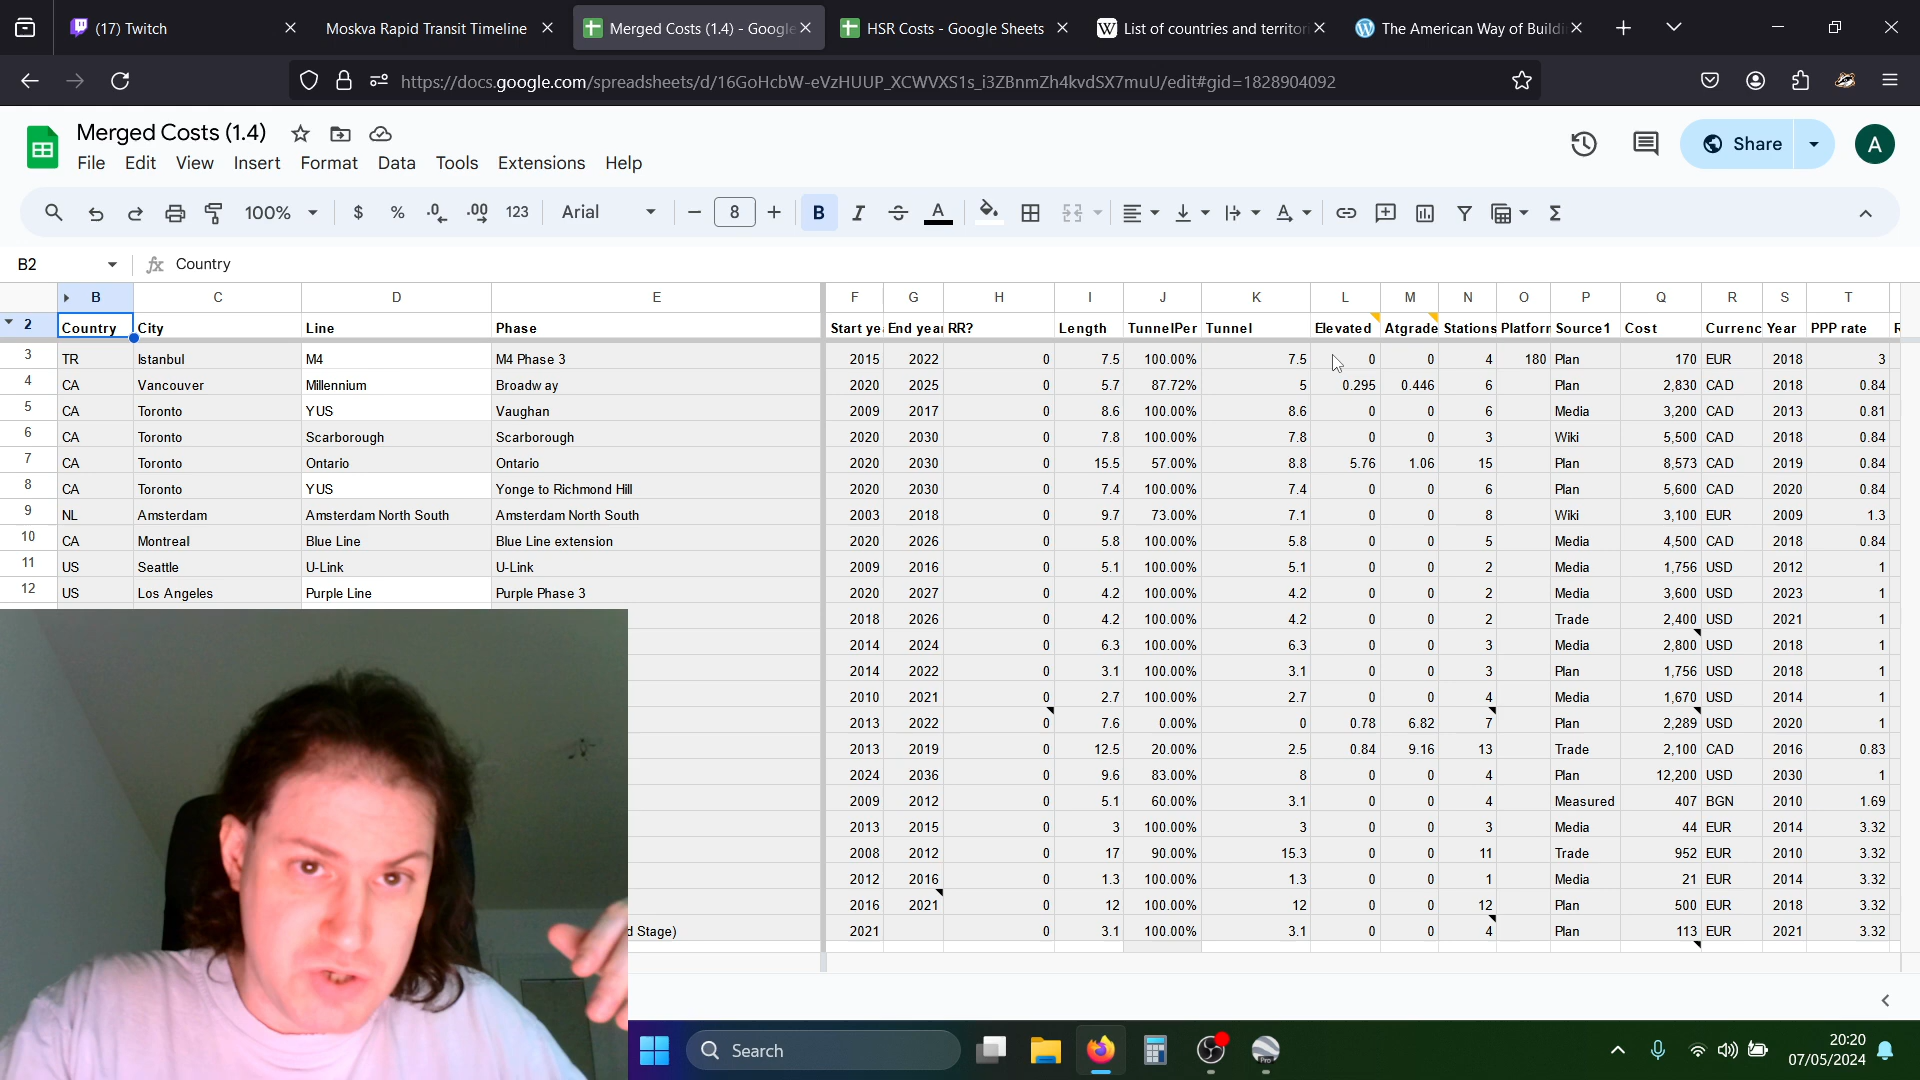 (17) Twitch
Moskva Rapid Transit Timeline
Merged Costs (1.4) - Google
HSR Costs - Google Sheets
List of countries and territori
The American Way of Buildi
https://docs.google.com/spreadsheets/d/16GoHcbW-eVzHUUP_XCWVXS1s_i3ZBnmZh4kvdSX7muU/edit#gid=1828904092
Merged Costs (1.4)
File Edit View Insert Format Data Tools Extensions Help
Share
A
100% $ % .0 .00 123 Arial 8 B I A
B2 fx Country
B C D E F G H I J K L M N O P Q R S T
2 Country City Line Phase Start yea End year RR? Length TunnelPer Tunnel Elevated Atgrade Stations Platform Source1 Cost Currenc Year PPP rate
3 TR Istanbul M4 M4 Phase 3 2015 2022 0 7.5 100.00% 7.5 0 0 4 180 Plan 170 EUR 2018 3
4 CA Vancouver Millennium Broadway 2020 2025 0 5.7 87.72% 5 0.295 0.446 6 Plan 2,830 CAD 2018 0.84
5 CA Toronto YUS Vaughan 2009 2017 0 8.6 100.00% 8.6 0 0 6 Media 3,200 CAD 2013 0.81
6 CA Toronto Scarborough Scarborough 2020 2030 0 7.8 100.00% 7.8 0 0 3 Wiki 5,500 CAD 2018 0.84
7 CA Toronto Ontario Ontario 2020 2030 0 15.5 57.00% 8.8 5.76 1.06 15 Plan 8,573 CAD 2019 0.84
8 CA Toronto YUS Yonge to Richmond Hill 2020 2030 0 7.4 100.00% 7.4 0 0 6 Plan 5,600 CAD 2020 0.84
9 NL Amsterdam Amsterdam North South Amsterdam North South 2003 2018 0 9.7 73.00% 7.1 0 0 8 Wiki 3,100 EUR 2009 1.3
10 CA Montreal Blue Line Blue Line extension 2020 2026 0 5.8 100.00% 5.8 0 0 5 Media 4,500 CAD 2018 0.84
11 US Seattle U-Link U-Link 2009 2016 0 5.1 100.00% 5.1 0 0 2 Media 1,756 USD 2012 1
12 US Los Angeles Purple Line Purple Phase 3 2020 2027 0 4.2 100.00% 4.2 0 0 2 Media 3,600 USD 2023 1
2018 2026 0 4.2 100.00% 4.2 0 0 2 Trade 2,400 USD 2021 1
2014 2024 0 6.3 100.00% 6.3 0 0 3 Media 2,800 USD 2018 1
2014 2022 0 3.1 100.00% 3.1 0 0 3 Plan 1,756 USD 2018 1
2010 2021 0 2.7 100.00% 2.7 0 0 4 Media 1,670 USD 2014 1
2013 2022 0 7.6 0.00% 0 0.78 6.82 7 Plan 2,289 USD 2020 1
2013 2019 0 12.5 20.00% 2.5 0.84 9.16 13 Trade 2,100 CAD 2016 0.83
2024 2036 0 9.6 83.00% 8 0 0 4 Plan 12,200 USD 2030 1
2009 2012 0 5.1 60.00% 3.1 0 0 4 Measured 407 BGN 2010 1.69
2013 2015 0 3 100.00% 3 0 0 3 Media 44 EUR 2014 3.32
2008 2012 0 17 90.00% 15.3 0 0 11 Trade 952 EUR 2010 3.32
2012 2016 0 1.3 100.00% 1.3 0 0 1 Media 21 EUR 2014 3.32
2016 2021 0 12 100.00% 12 0 0 12 Plan 500 EUR 2018 3.32
d Stage) 2021 0 3.1 100.00% 3.1 0 0 4 Plan 113 EUR 2021 3.32
Search
20:20
07/05/2024